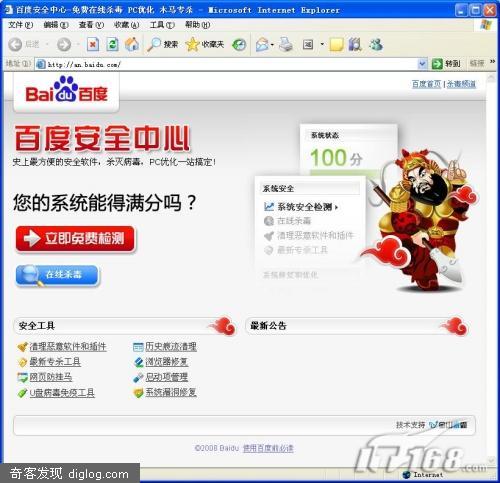 百度安全中心-免费在线杀毒 PC优化 木马专杀 - Microsoft Internet Explorer
文件(F) 编辑(E) 查看(V) 收藏(A) 工具(T) 帮助(H)
后退 搜索 收藏夹
地址(D) http://an.baidu.com/ 转到 链接 »
Bai du 百度
百度首页 | 杀毒频道
百度安全中心
史上最方便的安全软件,杀灭病毒,PC优化一站搞定!
系统状态
100分
您的系统能得满分吗?
系统安全
系统安全检测
在线杀毒
清理恶意软件和插件
最新专杀工具
系统修复和优化
立即免费检测
在线杀毒
安全工具
最新公告
清理恶意软件和插件 历史痕迹清理
最新专杀工具 浏览器修复
网页防挂马 启动项管理
U盘病毒免疫工具 系统漏洞修复
技术支持
©2008 Baidu 使用百度前必读
IT168.com
奇客发现 diglog.com
Internet